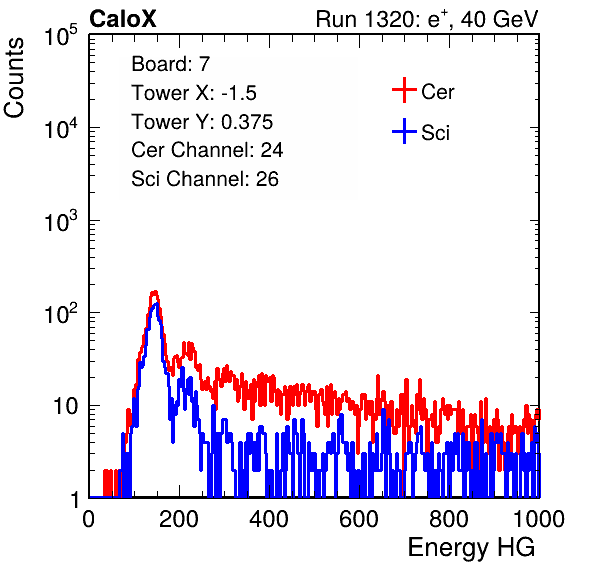 CaloX Run 1320: e⁺, 40 GeV
Counts
10⁵
10⁴
10³
10²
10
1
Board: 7
Tower X: -1.5
Tower Y: 0.375
Cer Channel: 24
Sci Channel: 26
Cer
Sci
0 200 400 600 800 1000
Energy HG